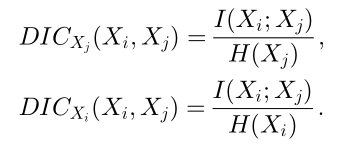 $DIC_{X_j}(X_i, X_j) = \frac{I(X_i; X_j)}{H(X_j)},$
$DIC_{X_i}(X_i, X_j) = \frac{I(X_i; X_j)}{H(X_i)}.$